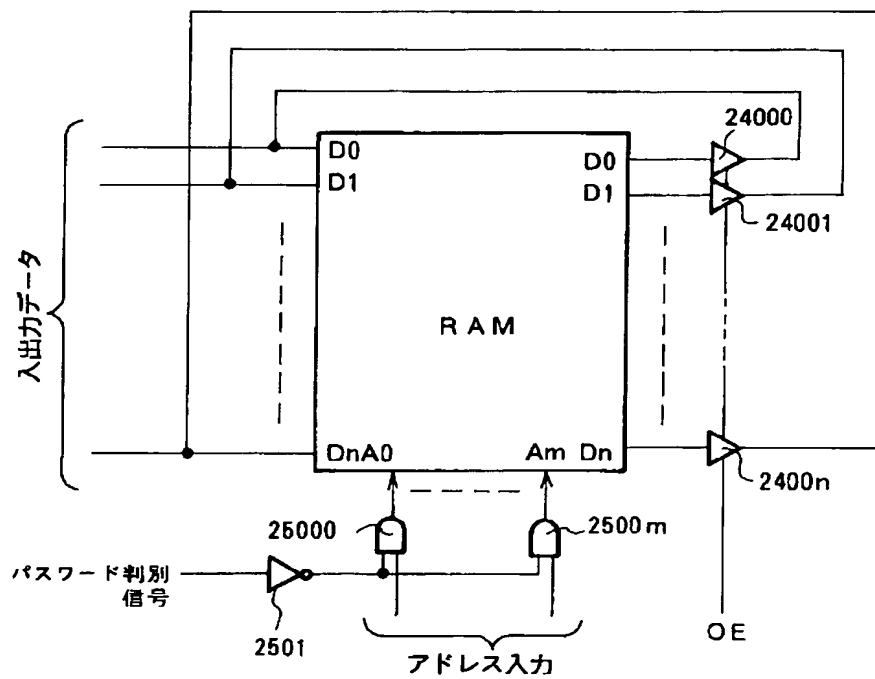 24000
D0
D0
D1
D1
24001
入出力データ
RAM
DnA0
Am
Dn
2400n
25000
2500m
パスワード判別
信号
2501
OE
アドレス入力